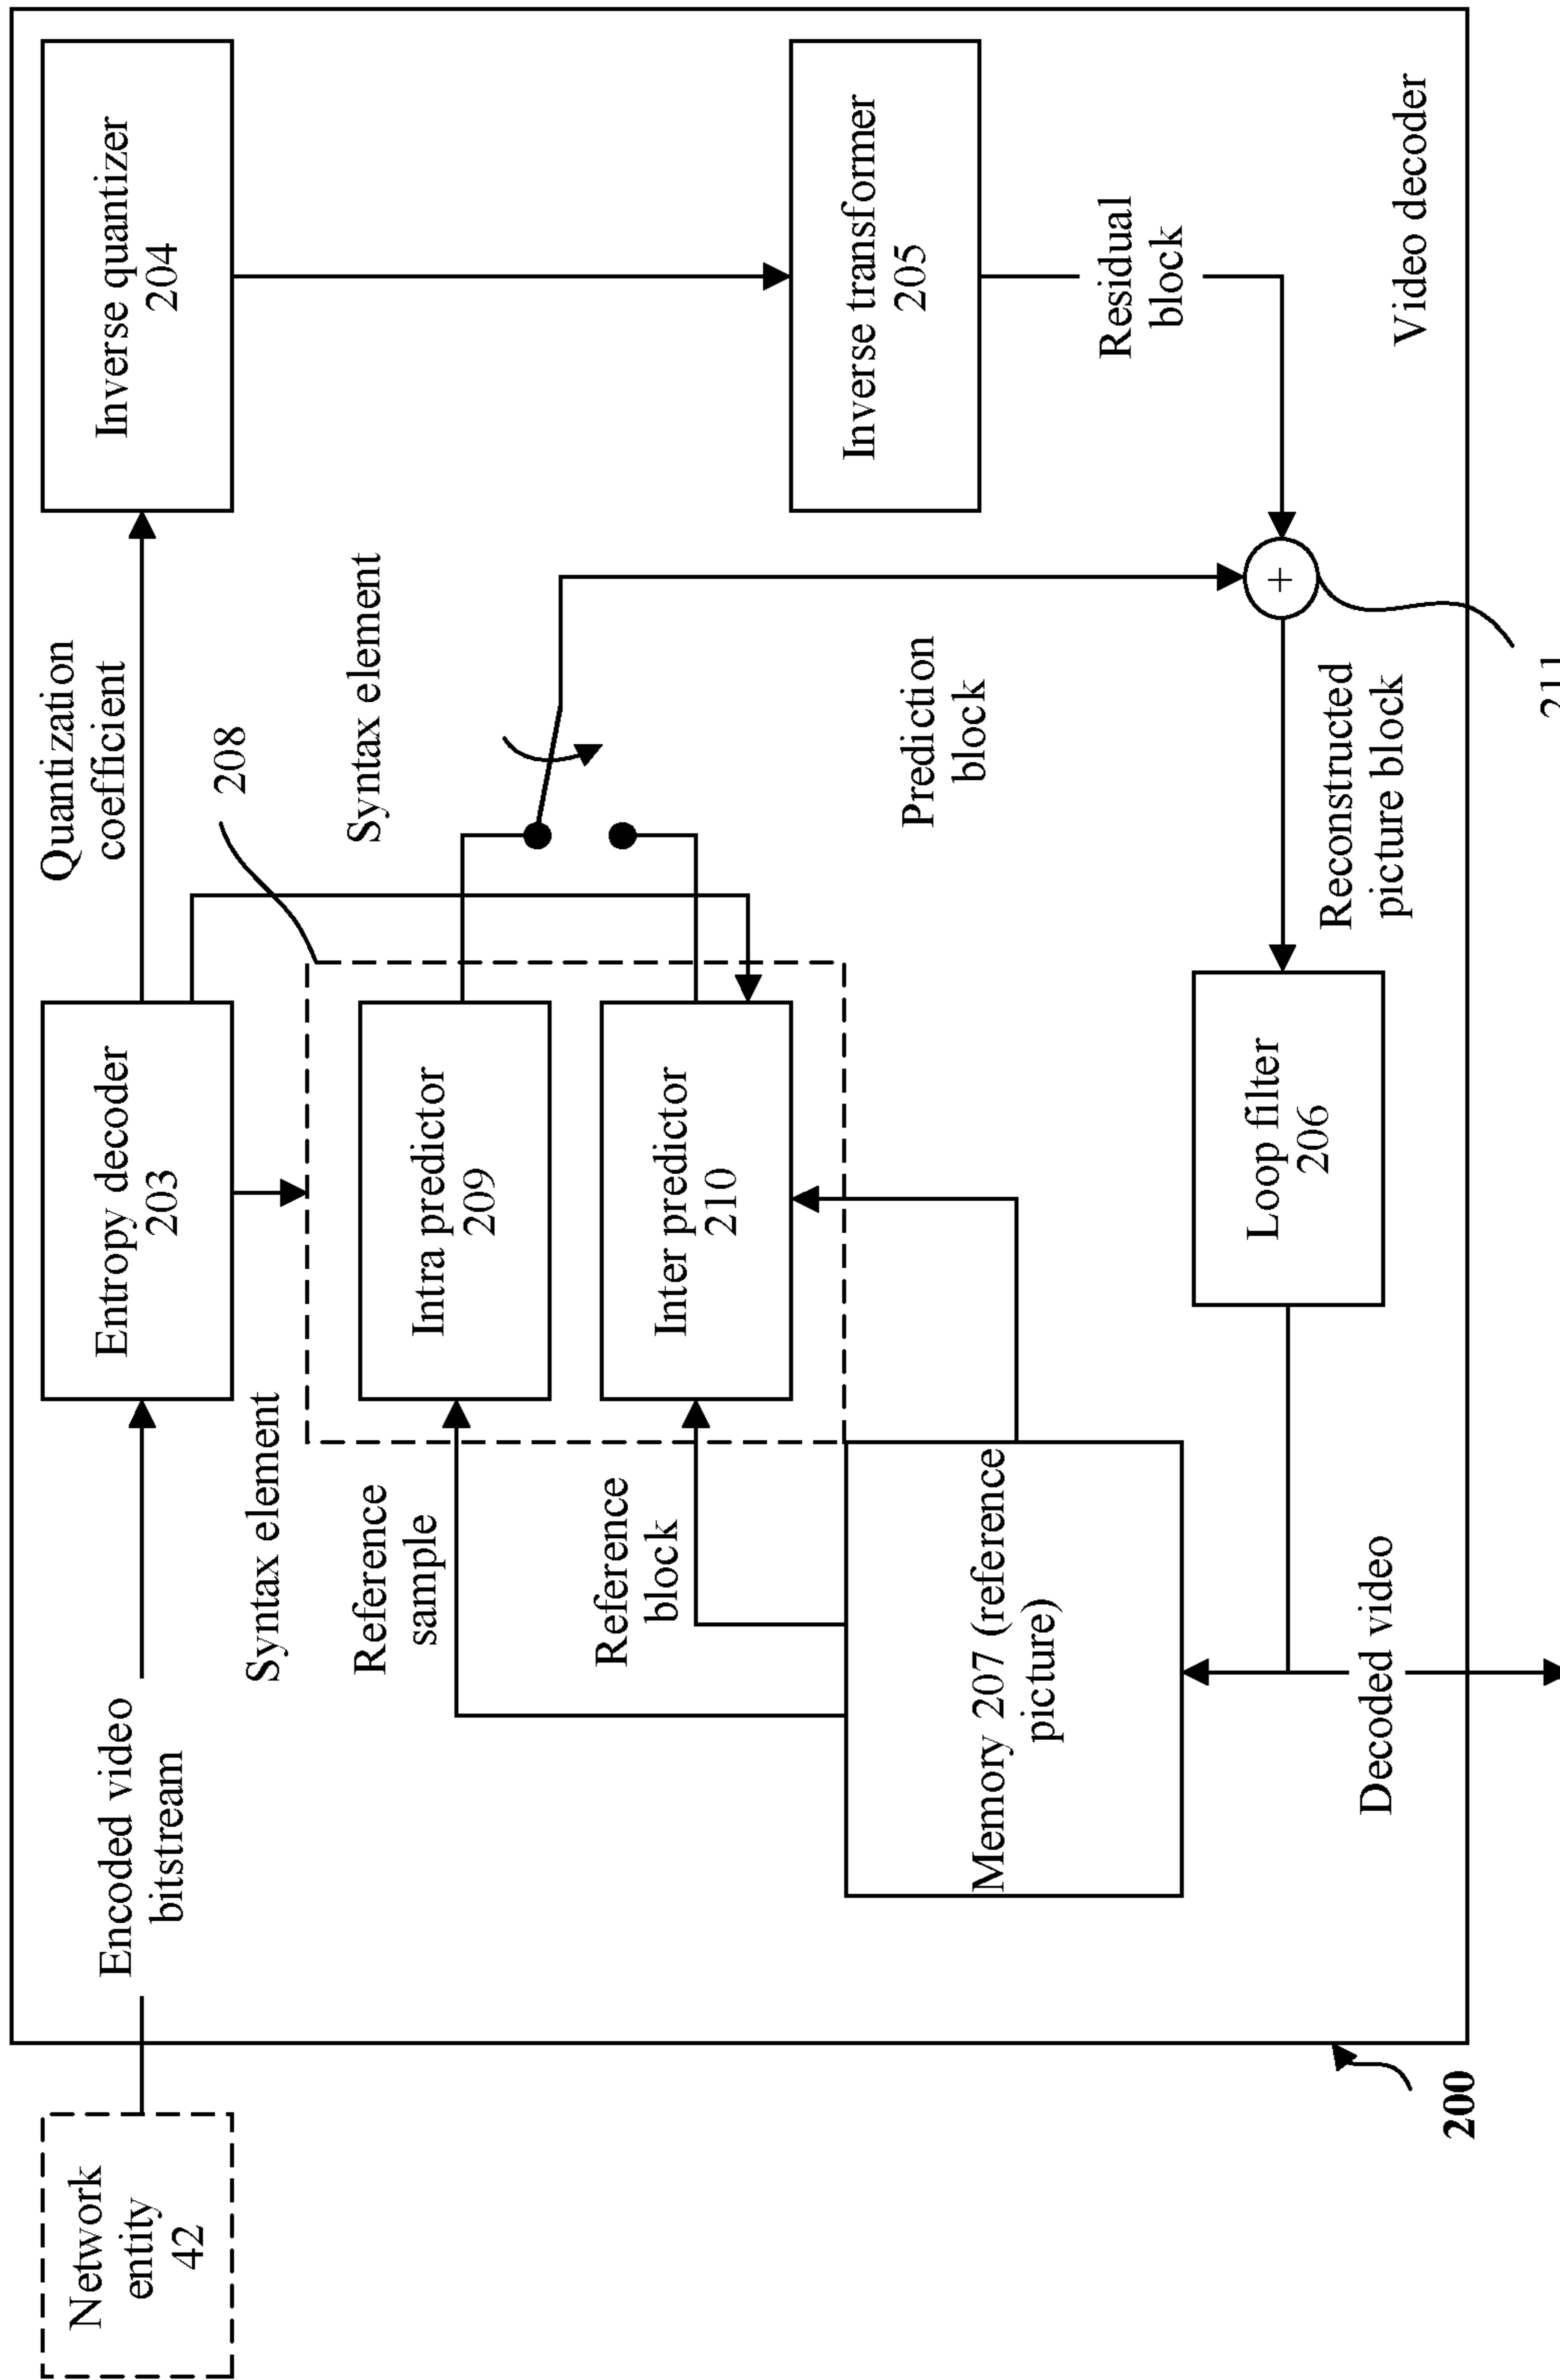 Network
entity
42
Encoded video
bitstream
Entropy decoder
203
Quantization
coefficient
Inverse quantizer
204
Syntax element
208
Syntax element
Reference
sample
Intra predictor
209
Reference
block
Inter predictor
210
Memory 207 (reference
picture)
Prediction
block
Inverse transformer
205
Residual
block
+
Loop filter
206
Reconstructed
picture block
Decoded video
Video decoder
200
211